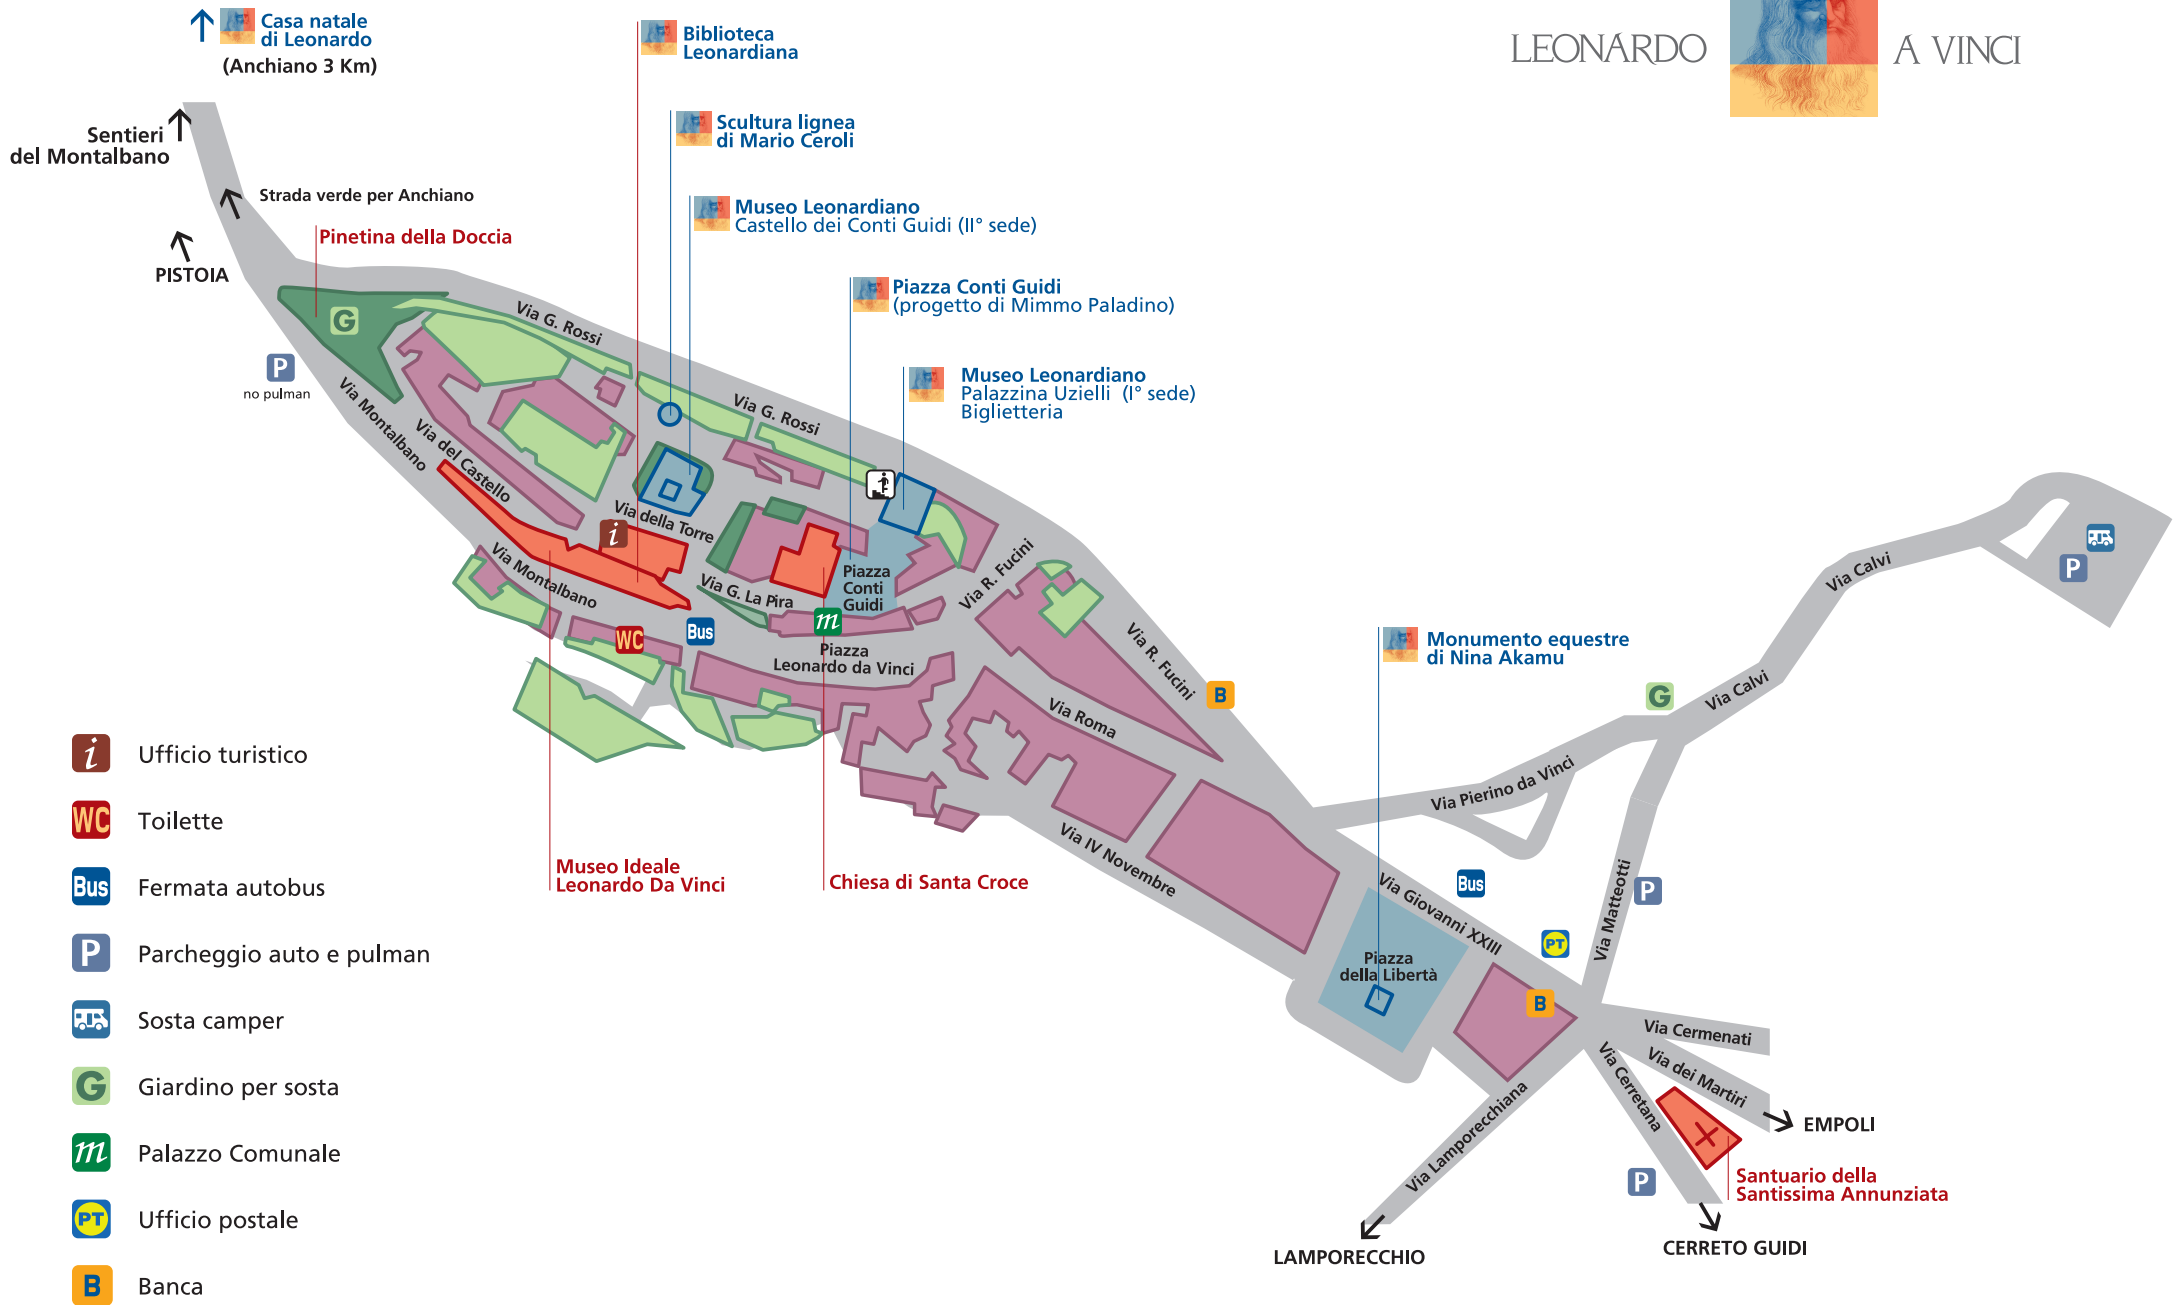 Casa natale
di Leonardo
(Anchiano 3 Km)
Biblioteca
Leonardiana
LEONARDO A VINCI
Scultura lignea
di Mario Ceroli
Sentieri
del Montalbano
Strada verde per Anchiano
Museo Leonardiano
Castello dei Conti Guidi (II° sede)
Pinetina della Doccia
PISTOIA
Piazza Conti Guidi
(progetto di Mimmo Paladino)
G
Via G. Rossi
P
no pulman
Museo Leonardiano
Palazzina Uzielli (I° sede)
Biglietteria
Via G. Rossi
Via Montalbano
Via del Castello
Via della Torre
i
Via Montalbano
Via G. La Pira
Piazza
Conti
Guidi
Via R. Fucini
m
WC
Bus
Piazza
Leonardo da Vinci
Via R. Fucini
B
Via Roma
Via IV Novembre
Museo Ideale
Leonardo Da Vinci
Chiesa di Santa Croce
Monumento equestre
di Nina Akamu
P
Via Calvi
G
Via Calvi
Via Pierino da Vinci
Bus
Via Giovanni XXIII
P
Via Matteotti
PT
Piazza
della Libertà
B
Via Cermenati
Via dei Martiri
Via Cerretana
EMPOLI
Via Lamporecchiana
P
Santuario della
Santissima Annunziata
LAMPORECCHIO
CERRETO GUIDI
i Ufficio turistico
WC Toilette
Bus Fermata autobus
P Parcheggio auto e pulman
Sosta camper
G Giardino per sosta
m Palazzo Comunale
PT Ufficio postale
B Banca